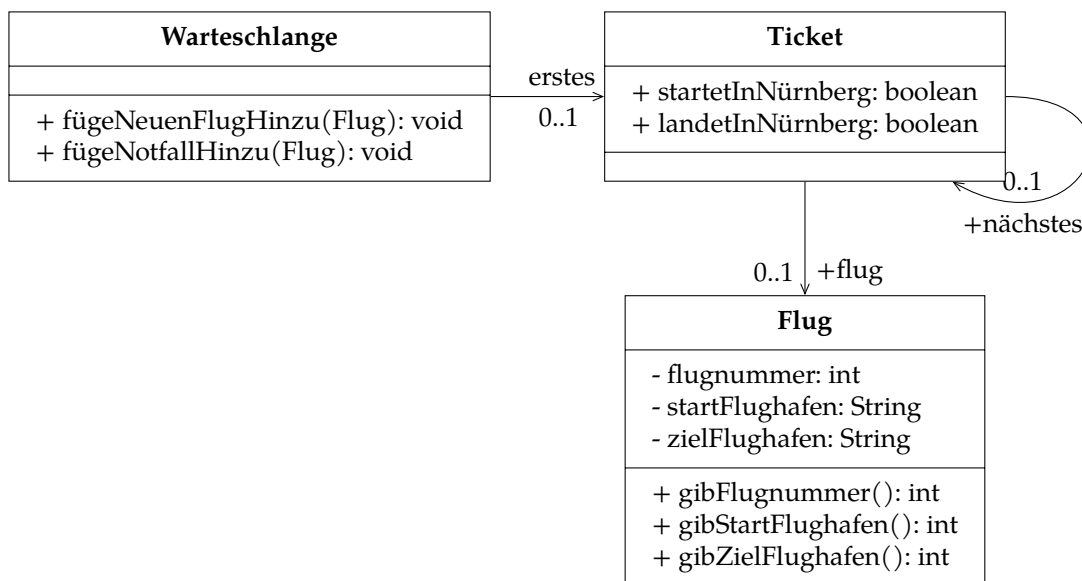 Warteschlange
+ fügeNeuenFlugHinzu(Flug): void
+ fügeNotfallHinzu(Flug): void
erstes
0..1
Ticket
+ startetInNürnberg: boolean
+ landetInNürnberg: boolean
0..1
+nächstes
0..1 +flug
Flug
- flugnummer: int
- startFlughafen: String
- zielFlughafen: String
+ gibFlugnummer(): int
+ gibStartFlughafen(): int
+ gibZielFlughafen(): int